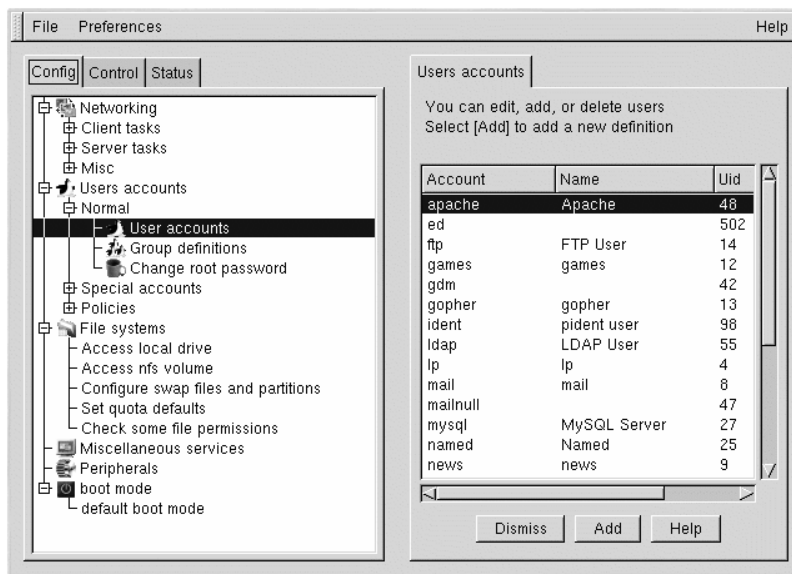 File Preferences Help
Config Control Status
Networking
Client tasks
Server tasks
Misc
Users accounts
Normal
User accounts
Group definitions
Change root password
Special accounts
Policies
File systems
Access local drive
Access nfs volume
Configure swap files and partitions
Set quota defaults
Check some file permissions
Miscellaneous services
Peripherals
boot mode
default boot mode
Users accounts
You can edit, add, or delete users
Select [Add] to add a new definition
Account Name Uid
apache Apache 48
ed 502
ftp FTP User 14
games games 12
gdm 42
gopher gopher 13
ident pident user 98
ldap LDAP User 55
lp lp 4
mail mail 8
mailnull 47
mysql MySQL Server 27
named Named 25
news news 9
Dismiss Add Help